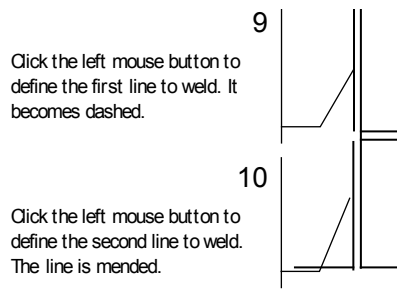 9
Click the left mouse button to
define the first line to weld. It
becomes dashed.
10
Click the left mouse button to
define the second line to weld.
The line is mended.